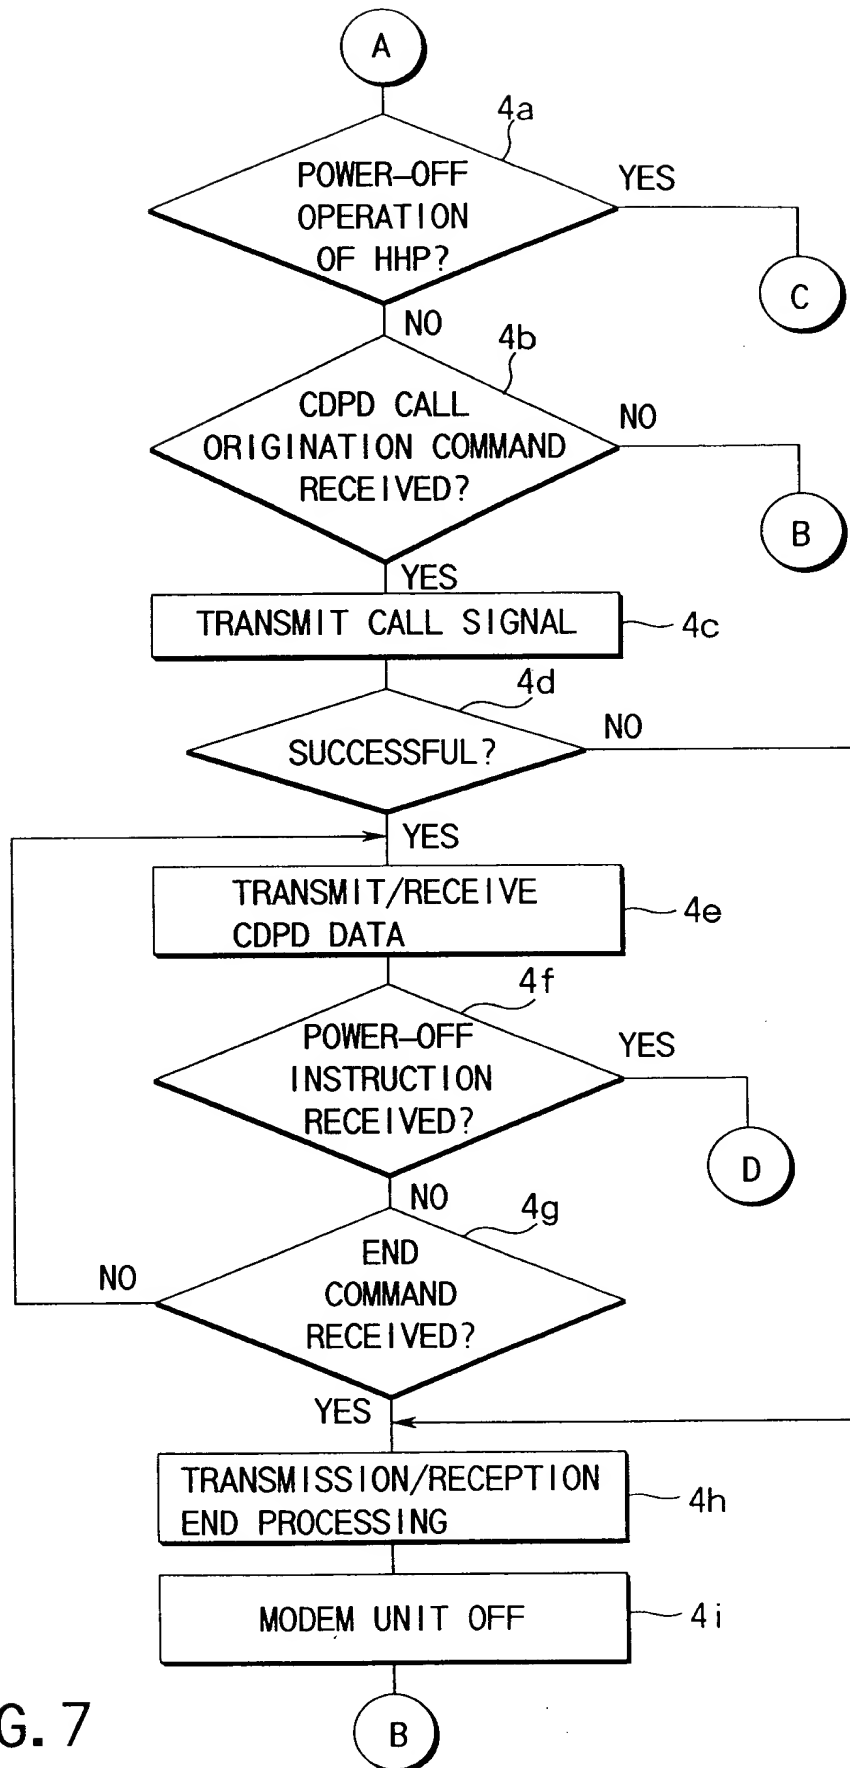 A
4a
POWER-OFF
OPERATION
OF HHP?
YES
C
NO
4b
CDPD CALL
ORIGINATION COMMAND
RECEIVED?
NO
B
YES
TRANSMIT CALL SIGNAL
4c
4d
SUCCESSFUL?
NO
YES
TRANSMIT/RECEIVE
CDPD DATA
4e
4f
POWER-OFF
INSTRUCTION
RECEIVED?
YES
D
NO
4g
END
COMMAND
RECEIVED?
NO
YES
TRANSMISSION/RECEPTION
END PROCESSING
4h
MODEM UNIT OFF
4i
G. 7
B